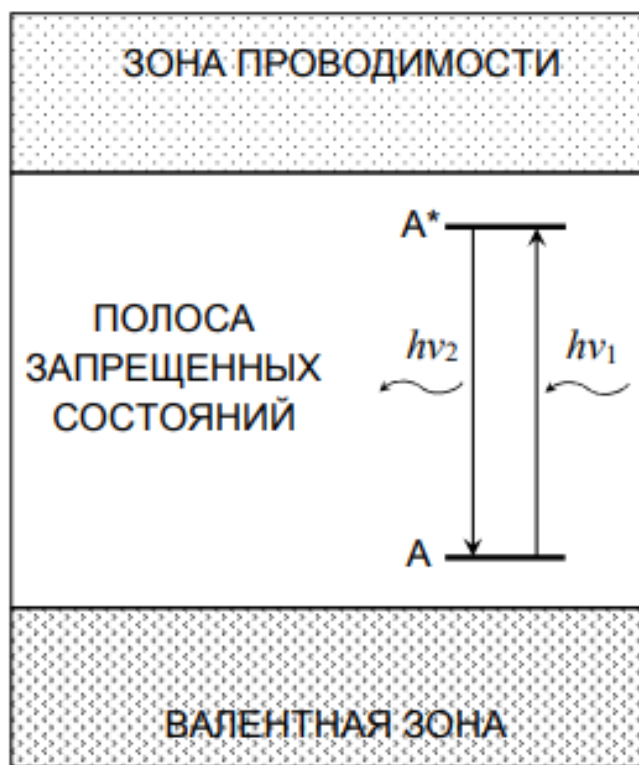 ЗОНА ПРОВОДИМОСТИ
A*
ПОЛОСА
ЗАПРЕЩЕННЫХ
СОСТОЯНИЙ
hν₂
hν₁
A
ВАЛЕНТНАЯ ЗОНА